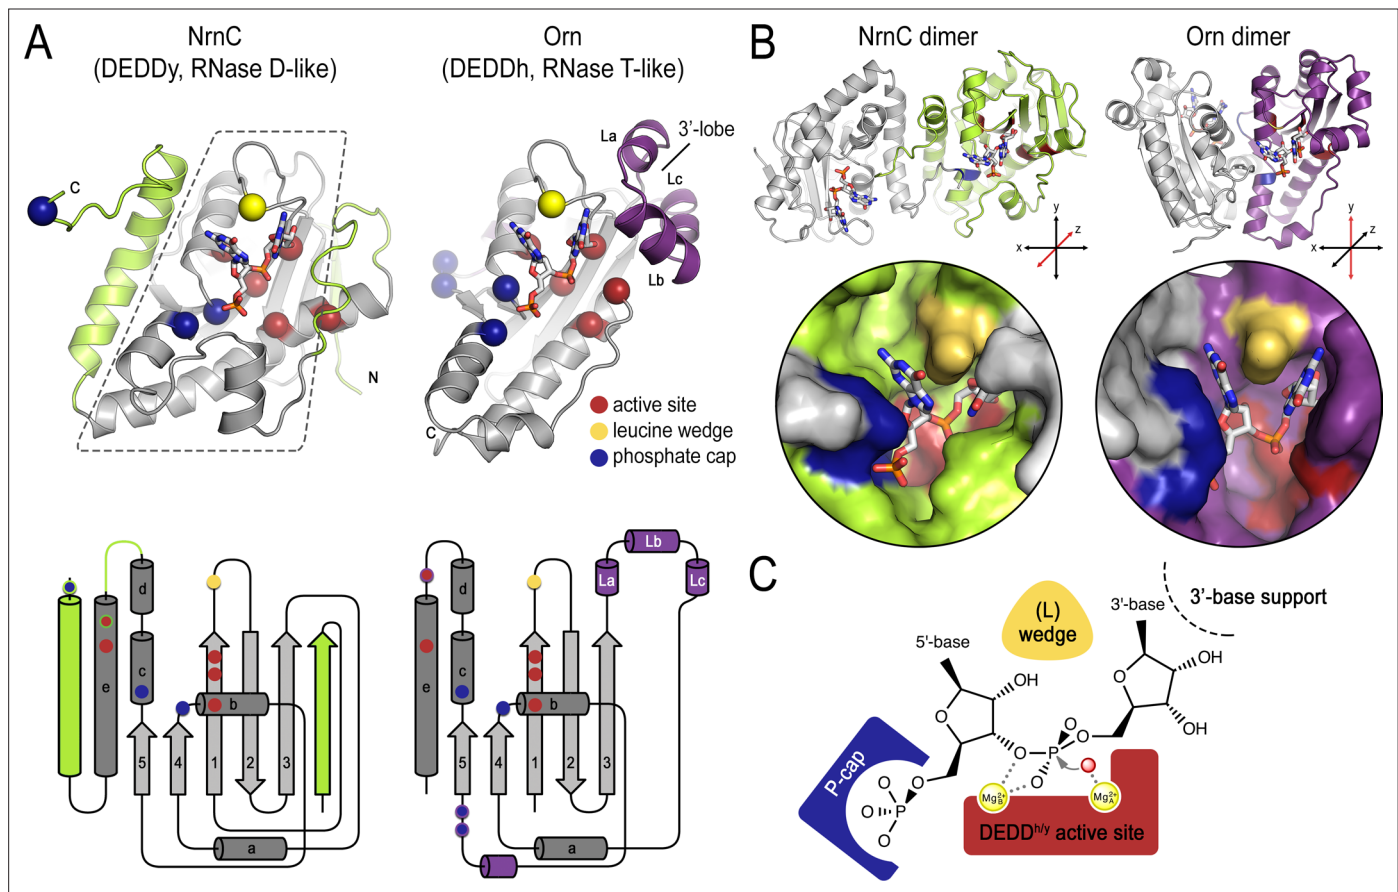 A
NrnC
(DEDDy, RNase D-like)
Orn
(DEDDh, RNase T-like)
C
N
La
3’-lobe
Lc
Lb
C
active site
leucine wedge
phosphate cap
d
e
c
b
5
4
1
2
3
a
d
e
c
b
5
4
1
2
3
a
La
Lb
Lc
B
NrnC dimer
Orn dimer
y
x
z
y
x
z
C
(L)
wedge
3'-base
3’-base support
5'-base
OH
O
OH
O
OH
O
P
O
O
O
P-cap
O
P
O
O
O
O
Mg2+
B
Mg2+
A
DEDDh/y active site